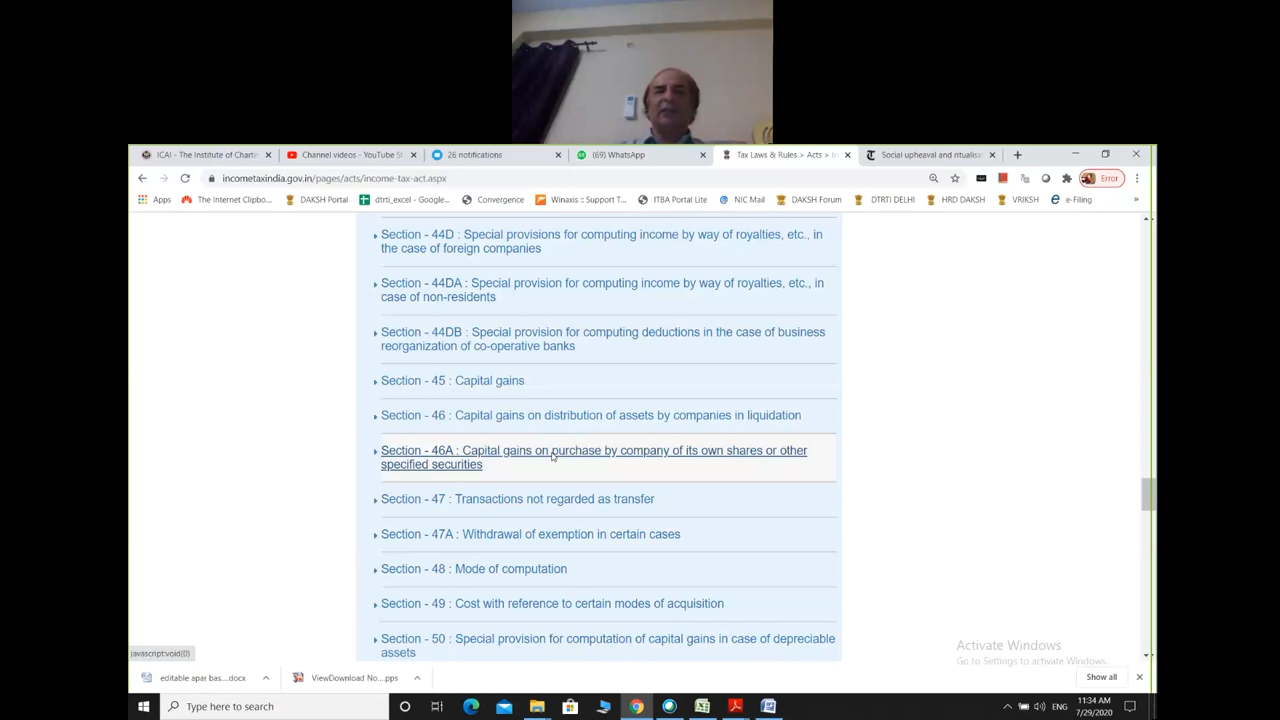 ICAI - The Institute of Charte
Channel videos - YouTube St
26 notifications
(69) WhatsApp
Tax Laws & Rules > Acts > In
Social upheaval and ritualisa
incometaxindia.gov.in/pages/acts/income-tax-act.aspx
Error
Apps
The Internet Clipbo...
DAKSH Portal
dtrti_excel - Google...
Convergence
Winaxis :: Support T...
ITBA Portal Lite
NIC Mail
DAKSH Forum
DTRTI DELHI
HRD DAKSH
VRIKSH
e-Filing
»
Section - 44D : Special provisions for computing income by way of royalties, etc., in
the case of foreign companies
Section - 44DA : Special provision for computing income by way of royalties, etc., in
case of non-residents
Section - 44DB : Special provision for computing deductions in the case of business
reorganization of co-operative banks
Section - 45 : Capital gains
Section - 46 : Capital gains on distribution of assets by companies in liquidation
Section - 46A : Capital gains on purchase by company of its own shares or other
specified securities
Section - 47 : Transactions not regarded as transfer
Section - 47A : Withdrawal of exemption in certain cases
Section - 48 : Mode of computation
Section - 49 : Cost with reference to certain modes of acquisition
Section - 50 : Special provision for computation of capital gains in case of depreciable
assets
Activate Windows
Go to Settings to activate Windows.
javascript:void(0)
editable apar bas....docx
ViewDownload No....pps
Show all
Type here to search
ENG
11:34 AM
7/29/2020